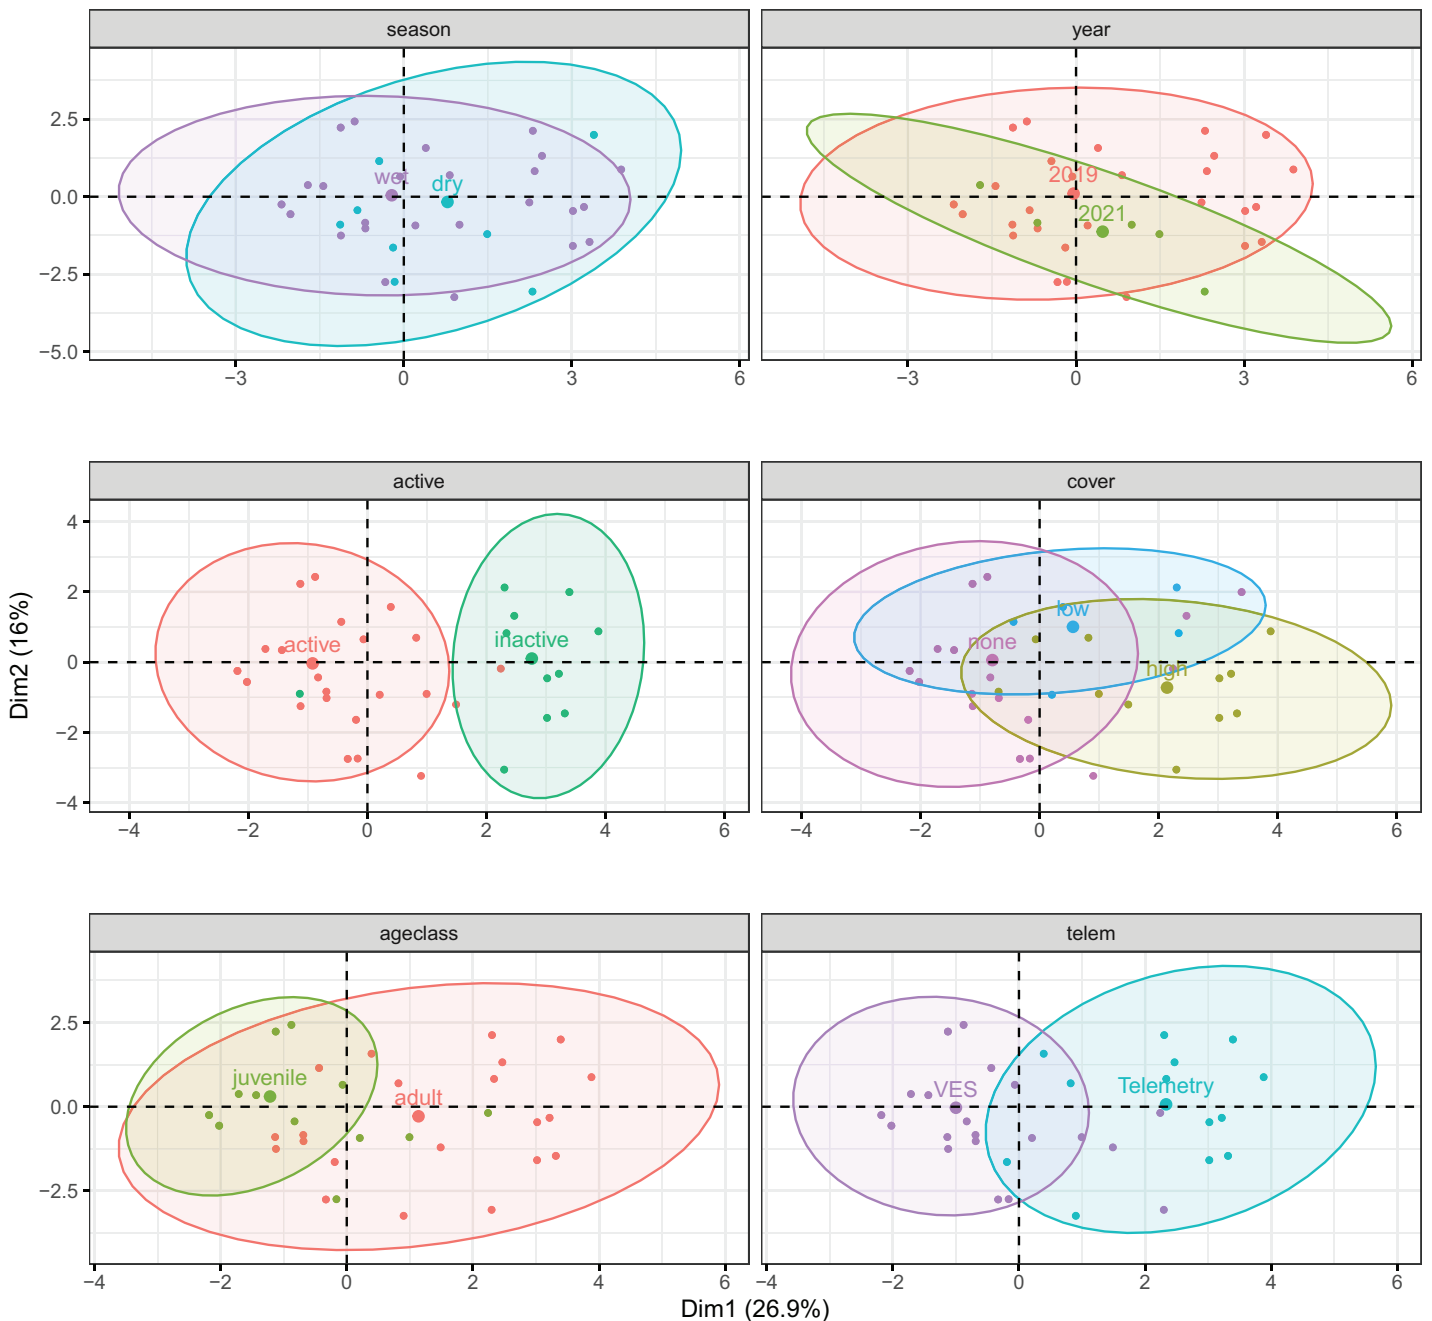 season
year
2.5
0.0
−2.5
−5.0
wet
dry
2019
2021
−3
0
3
6
−3
0
3
6
active
cover
4
2
0
−2
−4
active
inactive
low
none
high
−4
−2
0
2
4
6
−4
−2
0
2
4
6
Dim2 (16%)
ageclass
telem
2.5
0.0
−2.5
juvenile
adult
VES
Telemetry
−4
−2
0
2
4
6
−4
−2
0
2
4
6
Dim1 (26.9%)